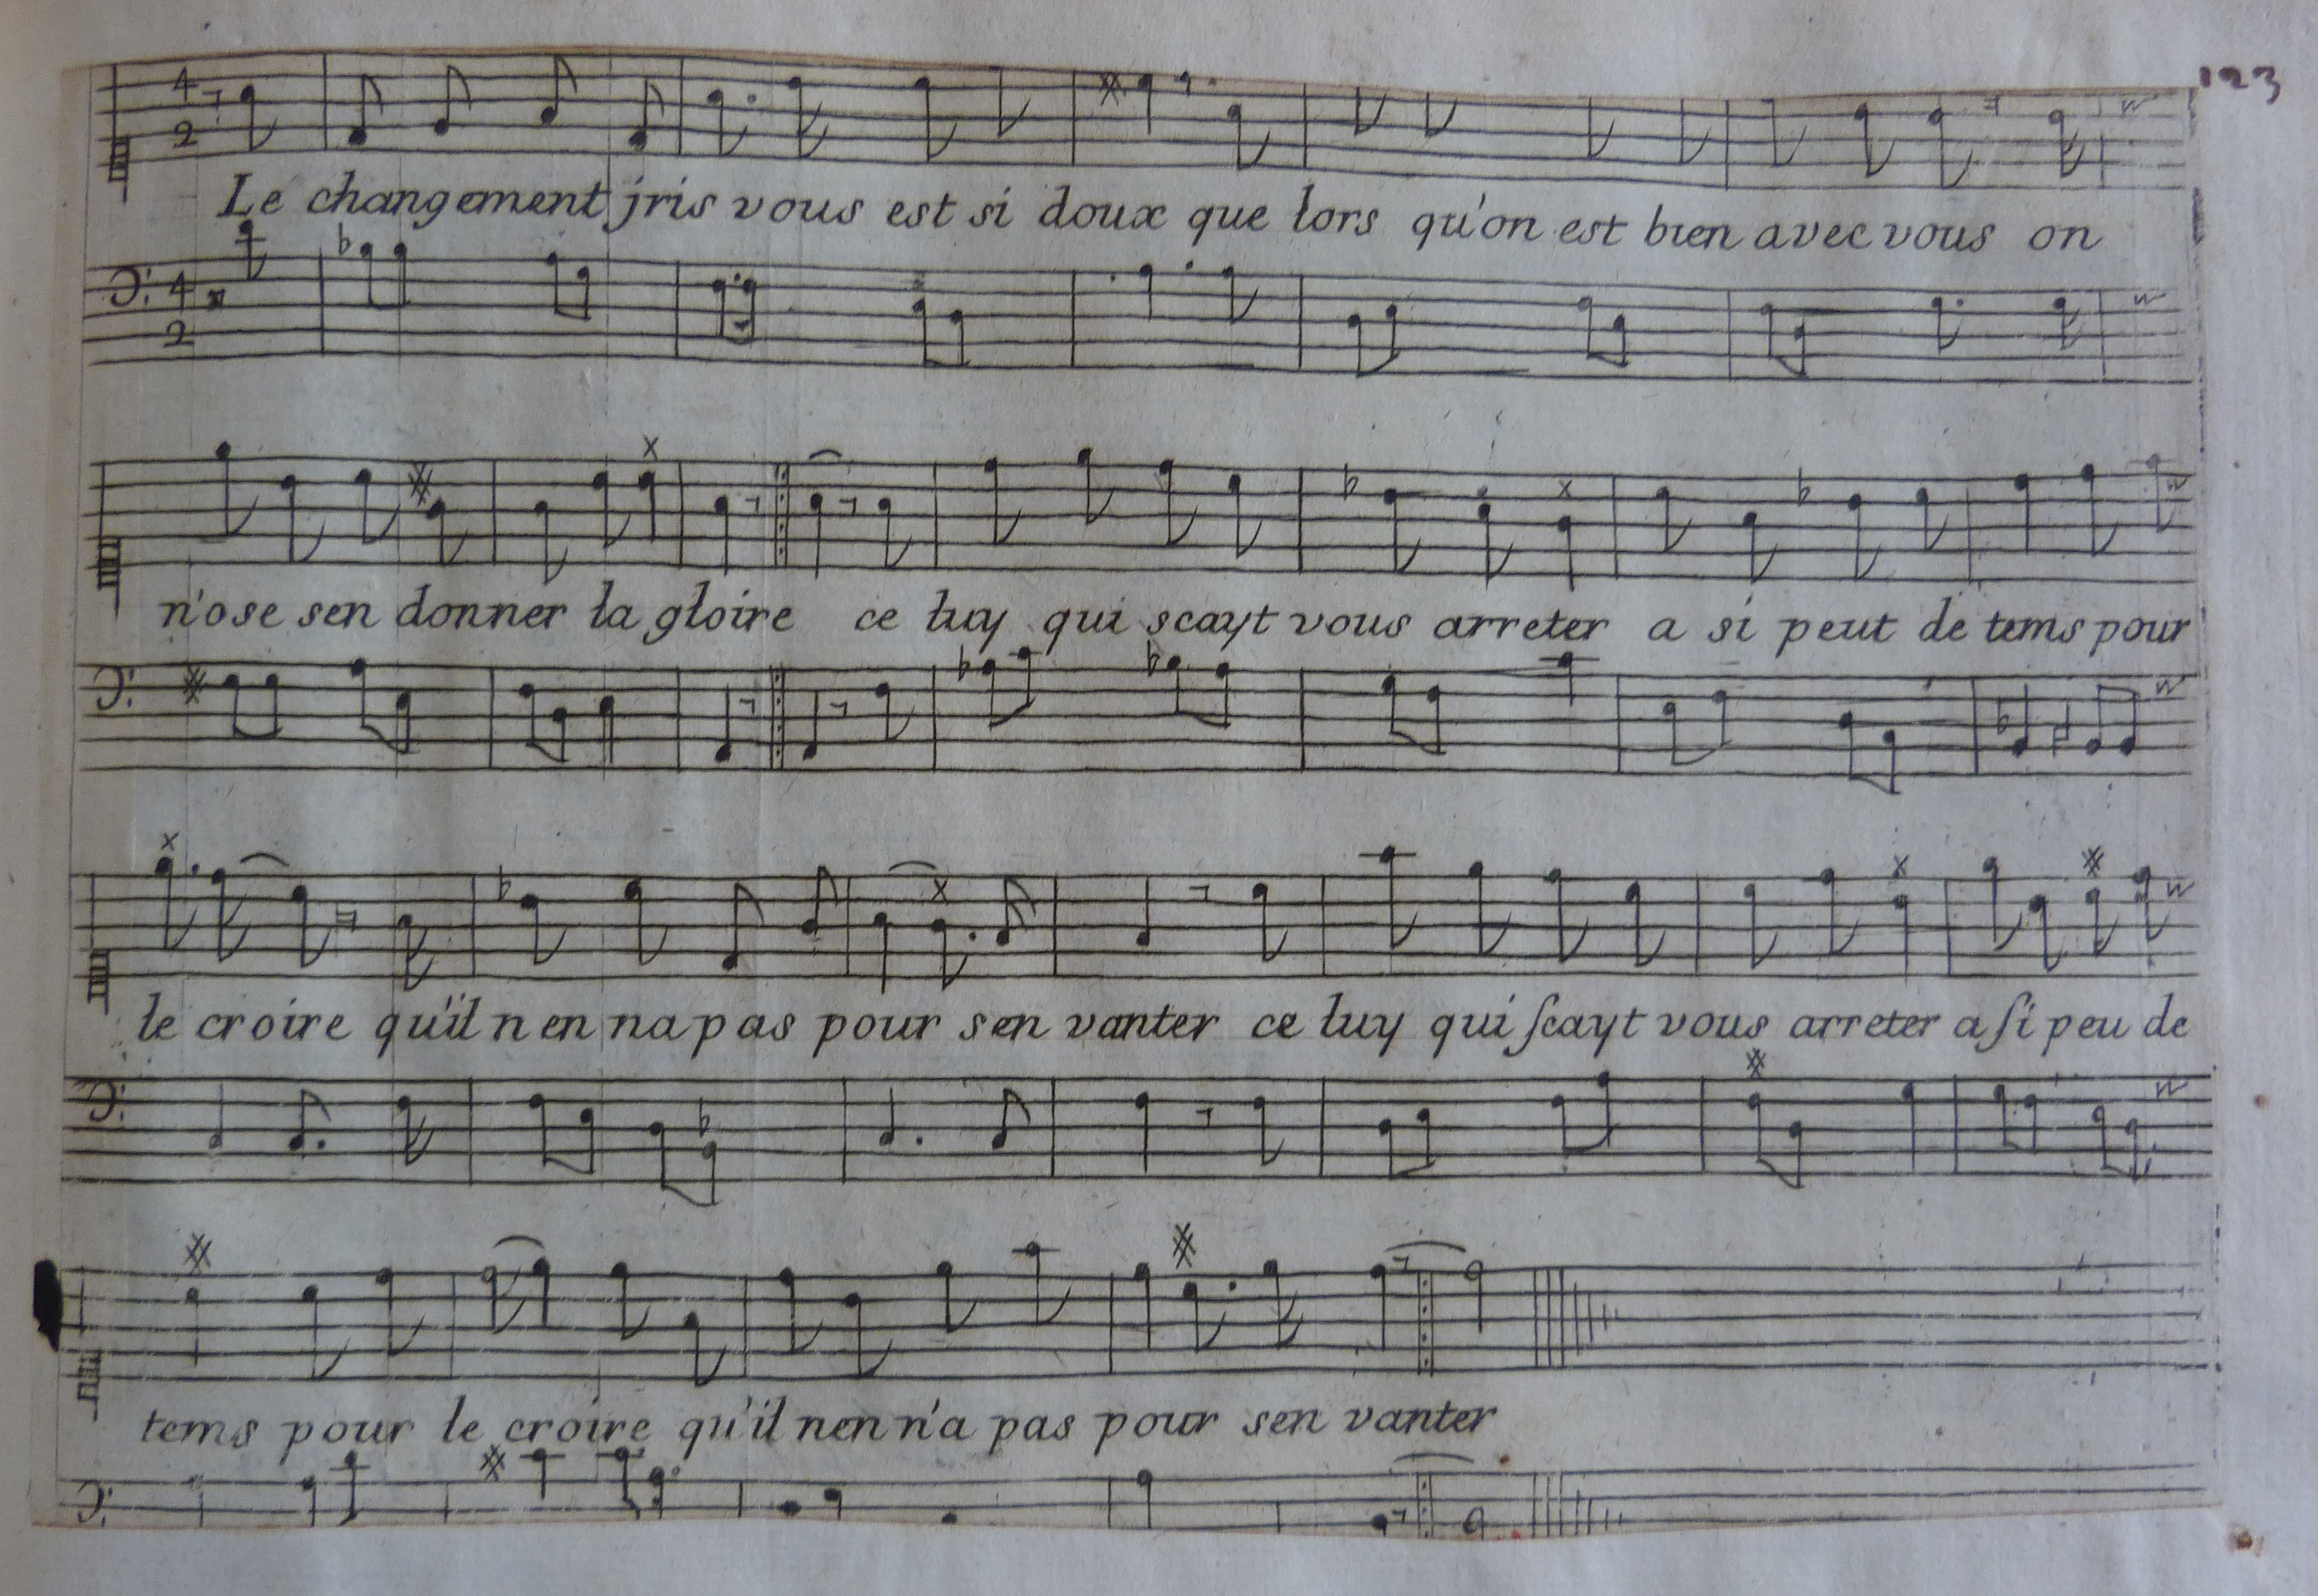 123
4
2
Le changement jris vous est si doux que lors qu'on est bien avec vous on
4
2
n'ose sen donner la gloire ce luy qui scayt vous arreter a si peut de tems pour
le croire qu'il n en na pas pour sen vanter ce luy qui ſcayt vous arreter a ſi peu de
tems pour le croire qu'il nen n'a pas pour sen vanter